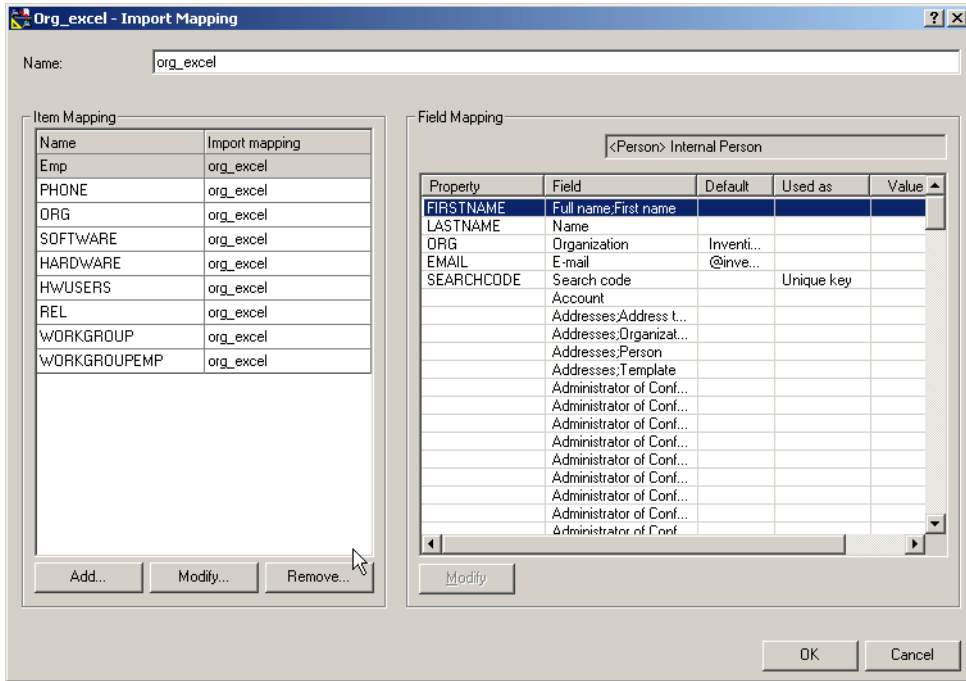 Org_excel - Import Mapping
Name: org_excel
Item Mapping
Name Import mapping
Emp org_excel
PHONE org_excel
ORG org_excel
SOFTWARE org_excel
HARDWARE org_excel
HWUSERS org_excel
REL org_excel
WORKGROUP org_excel
WORKGROUPEMP org_excel
Add... Modify... Remove...
Field Mapping
<Person> Internal Person
Property Field Default Used as Value
FIRSTNAME Full name;First name
LASTNAME Name
ORG Organization Inventi...
EMAIL E-mail @inve...
SEARCHCODE Search code Unique key
Account
Addresses;Address t...
Addresses;Organizat...
Addresses;Person
Addresses;Template
Administrator of Conf...
Administrator of Conf...
Administrator of Conf...
Administrator of Conf...
Administrator of Conf...
Administrator of Conf...
Administrator of Conf...
Administrator of Conf...
Administrator of Conf
Modify
OK Cancel